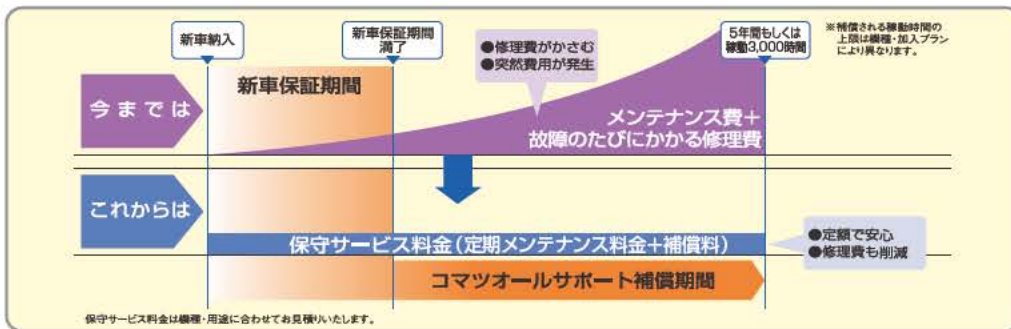 新車納入
新車保証期間
満了
5年間もしくは
稼動3,000時間
※補償される稼動時間の
上限は機種・加入プラン
により異なります。
●修理費がかさむ
●突然費用が発生
新車保証期間
今までは
メンテナンス費+
故障のたびにかかる修理費
これからは
保守サービス料金(定期メンテナンス料金+補償料)
●定額で安心
●修理費も削減
コマツオールサポート補償期間
保守サービス料金は機種・用途に合わせてお見積りいたします。